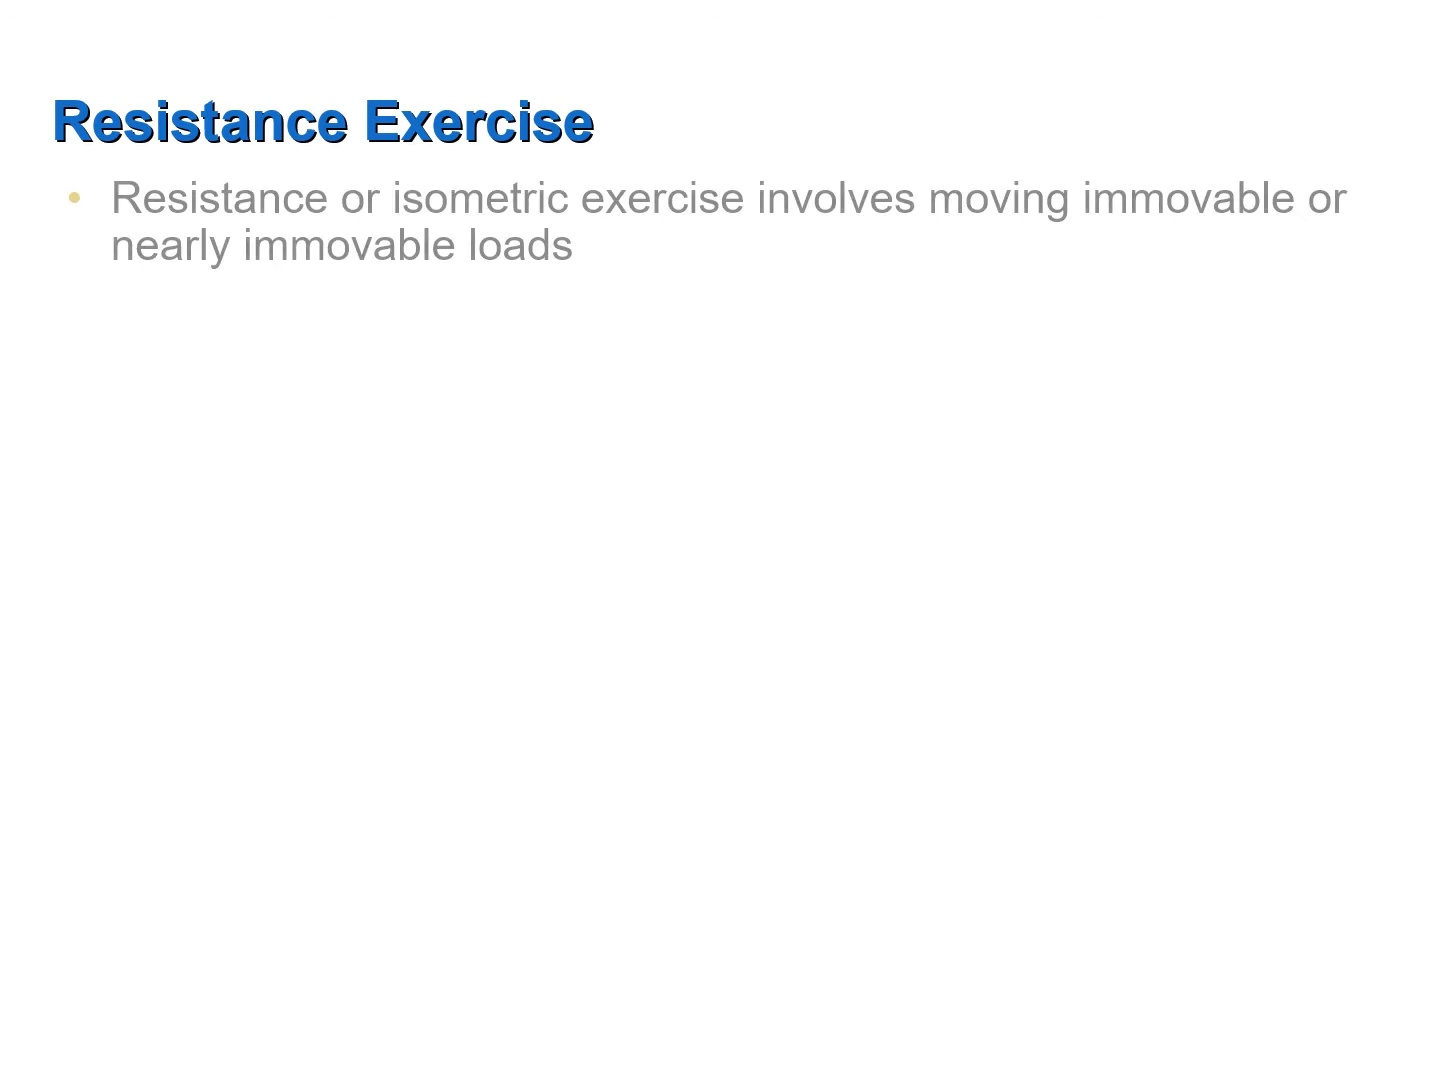 Resistance Exercise
• Resistance or isometric exercise involves moving immovable or
nearly immovable loads